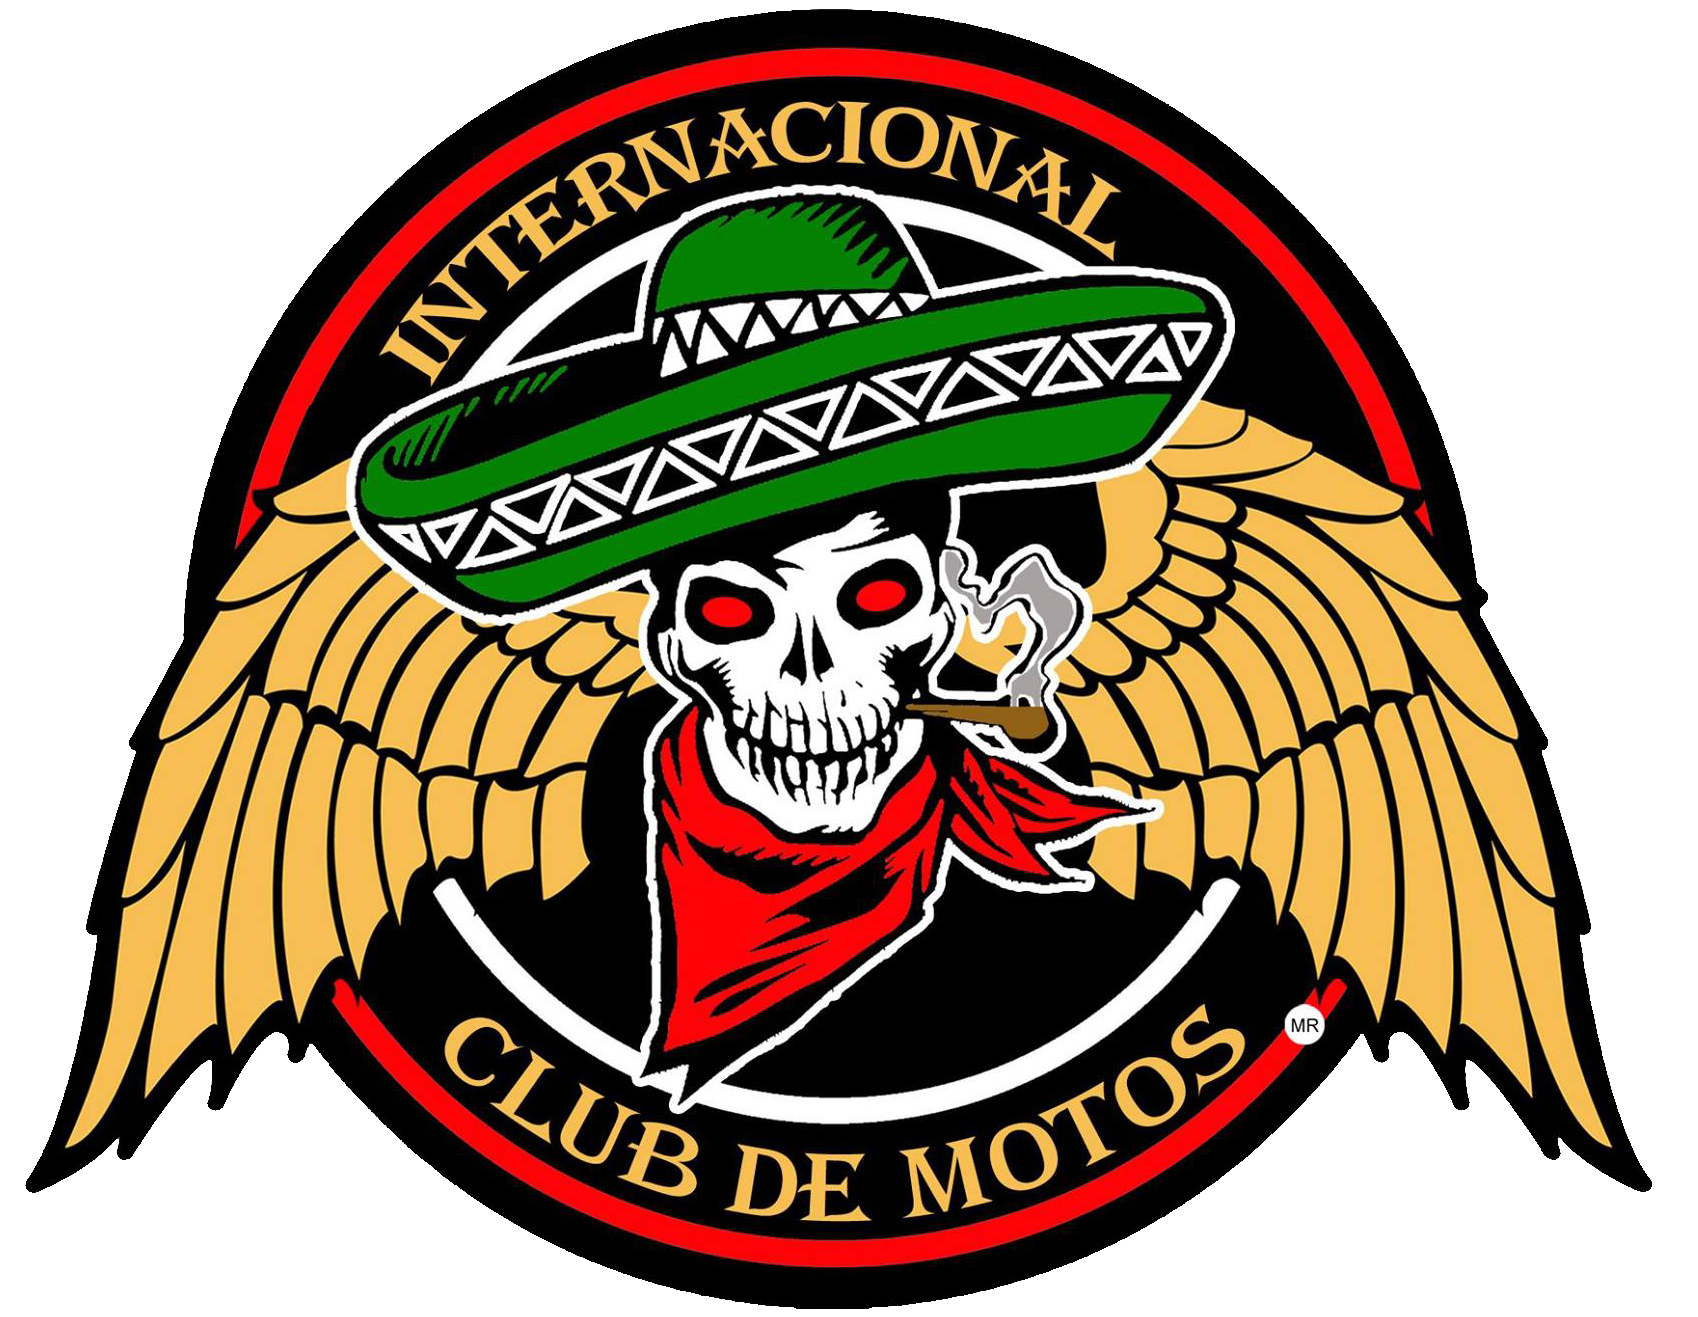 INTERNACIONAL
CLUB DE MOTOS
MR